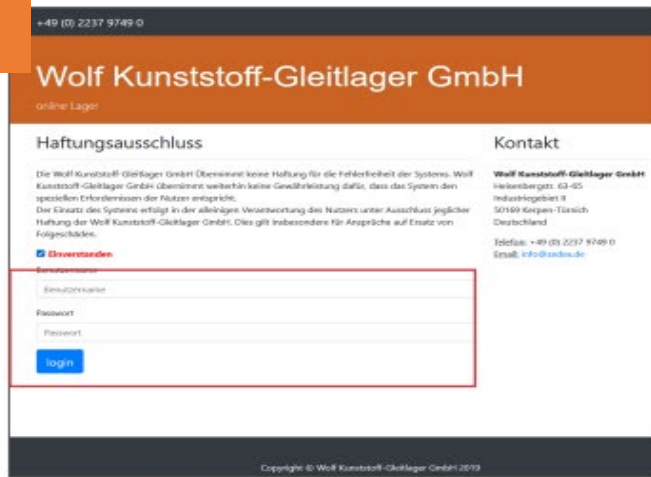 +49 (0) 2237 9749 0
Wolf Kunststoff-Gleitlager GmbH
online Lager
Haftungsausschluss
Die Wolf Kunststoff-Gleitlager GmbH Übernimmt keine Haftung für die Fehlerfreiheit der Systems. Wolf
Kunststoff-Gleitlager GmbH übernimmt weiterhin keine Gewährleistung dafür, dass das System den
speziellen Erfordernissen der Nutzer entspricht.
Der Einsatz des Systems erfolgt in der alleinigen Verantwortung des Nutzers unter Ausschluss jeglicher
Haftung der Wolf Kunststoff-Gleitlager GmbH. Dies gilt insbesondere für Ansprüche auf Ersatz von
Folgeschäden.
Einverstanden
Benutzername
Benutzername
Passwort
Passwort
login
Kontakt
Wolf Kunststoff-Gleitlager GmbH
Heisenbergstr. 63-65
Industriegebiet II
50169 Kerpen-Türnich
Deutschland
Telefon: +49 (0) 2237 9749 0
Email: info@zedex.de
Copyright © Wolf Kunststoff-Gleitlager GmbH 2019